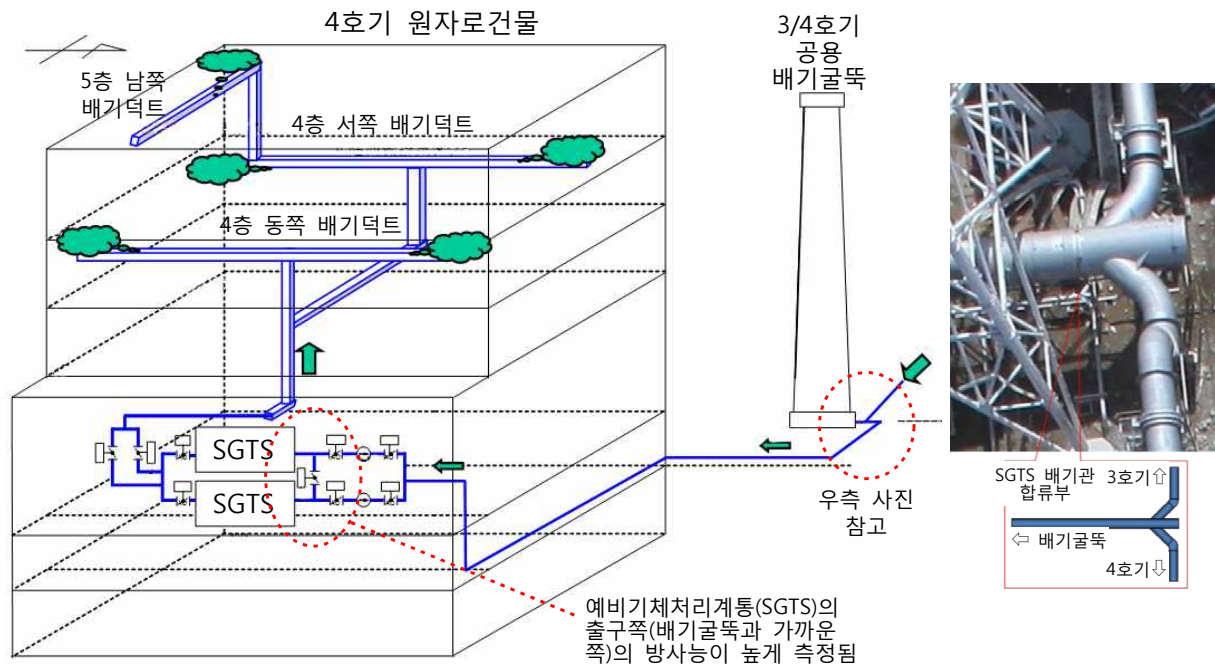 4호기 원자로건물
3/4호기
공용
배기굴뚝
5층 남쪽
배기덕트
4층 서쪽 배기덕트
4층 동쪽 배기덕트
SGTS
SGTS
우측 사진
참고
SGTS 배기관
합류부
3호기⇧
⇦ 배기굴뚝
4호기⇩
예비기체처리계통(SGTS)의
출구쪽(배기굴뚝과 가까운
쪽)의 방사능이 높게 측정됨